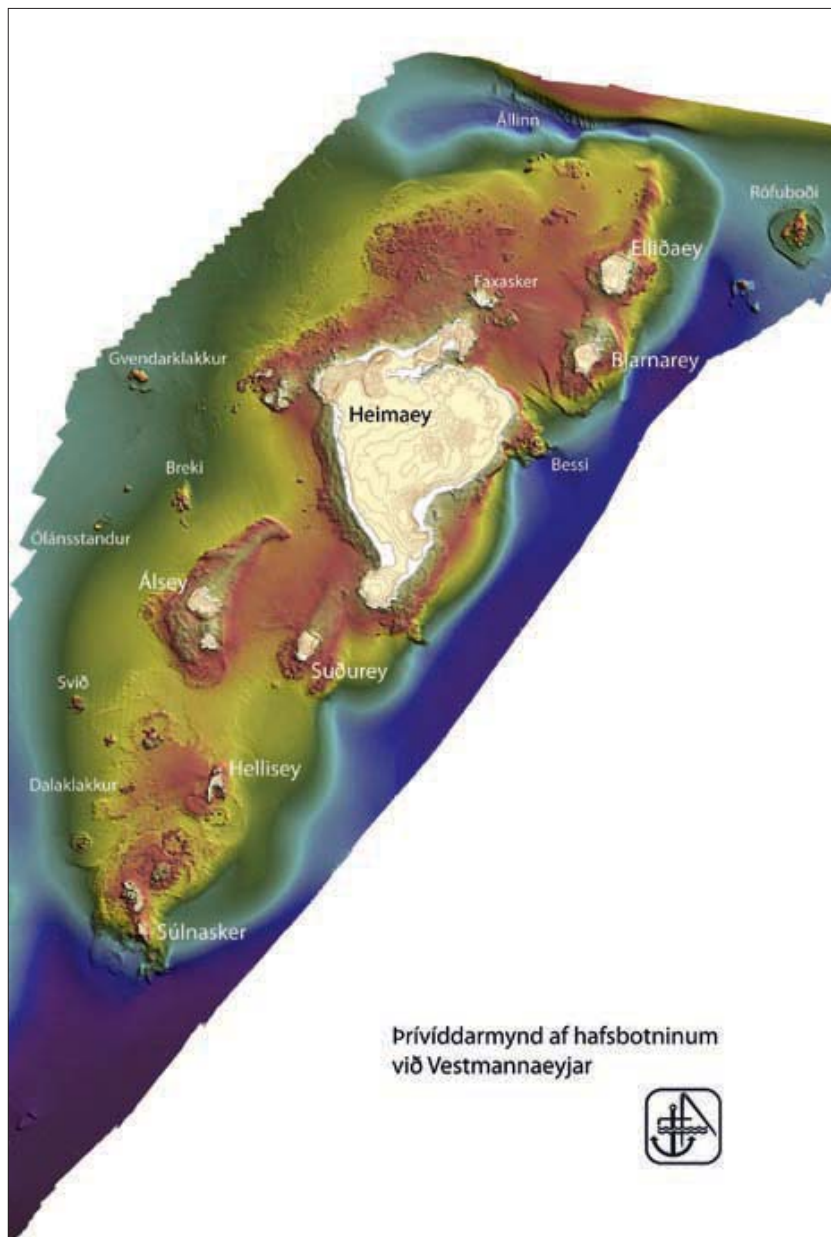 Állinn
Rófuboði
Elliðaey
Faxasker
Bjarnarey
Gvendarklakkur
Heimaey
Bessi
Breki
Ólánsstandur
Álsey
Suðurey
Svið
Hellisey
Dalaklakkur
Súlnasker
Þrívíddarmynd af hafsbotninum
við Vestmannaeyjar